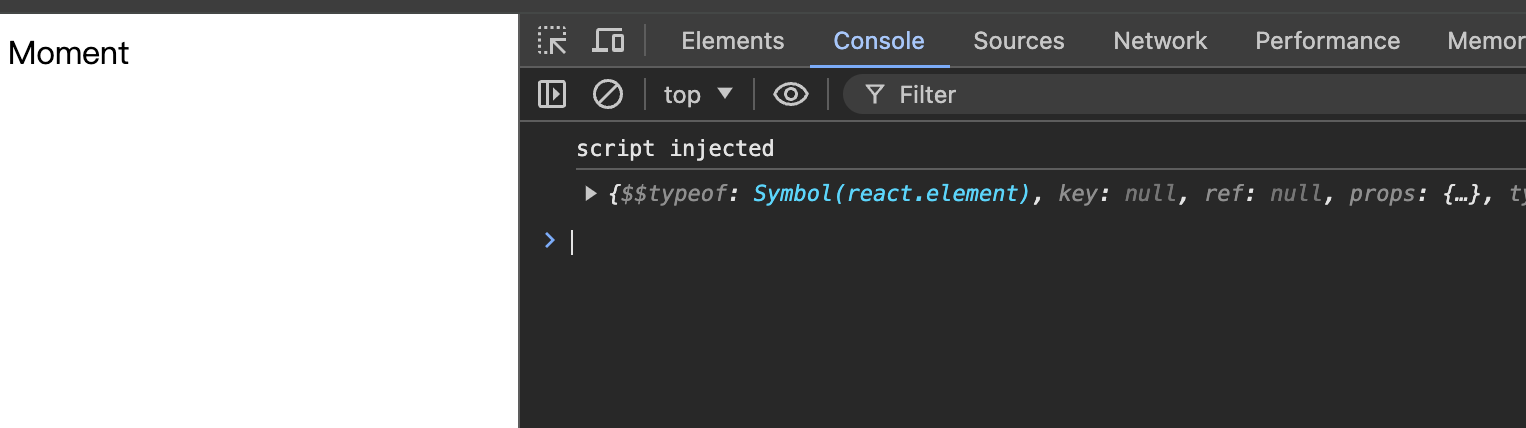 Moment
Elements Console Sources Network Performance Memor
top Filter
script injected
{$$typeof: Symbol(react.element), key: null, ref: null, props: {…}, ty